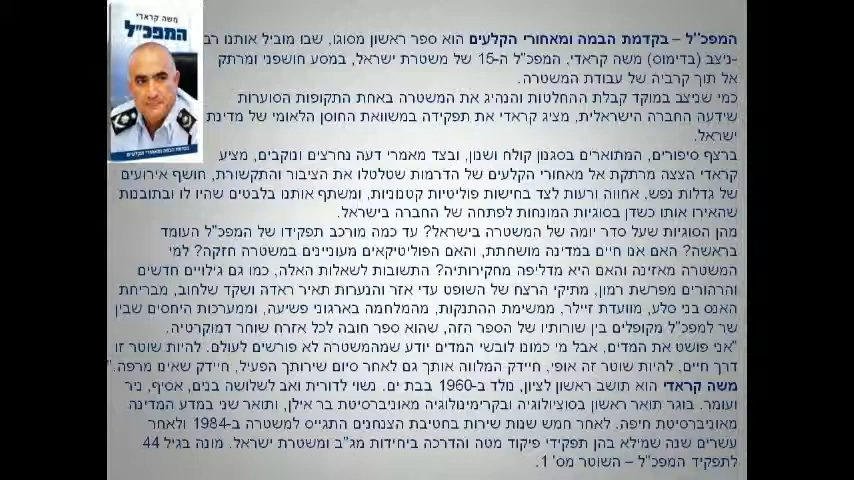 משה קראדי
המפכ"ל
בקדמת הבמה ומאחורי הקלעים
המפכ"ל – בקדמת הבמה ומאחורי הקלעים הוא ספר ראשון מסוגו, שבו מוביל אותנו רב
-ניצב (בדימוס) משה קראדי, המפכ"ל ה-15 של משטרת ישראל, במסע חושפני ומרתק
אל תוך קרביה של עבודת המשטרה.
כמי שניצב במוקד קבלת ההחלטות והנהיג את המשטרה באחת התקופות הסוערות
שידעה החברה הישראלית, מציג קראדי את תפקידה במשוואת החוסן הלאומי של מדינת
ישראל.
ברצף סיפורים, המתוארים בסגנון קולח ושנון, ובצד מאמרי דעה נחרצים ונוקבים, מציע
קראדי הצצה מרתקת אל מאחורי הקלעים של הדרמות שטלטלו את הציבור והתקשורת, חושף אירועים
של גדלות נפש, אחווה ורעות לצד בחישות פוליטיות קטנוניות, ומשתף אותנו בלבטים שהיו לו ובתובנות
שהאירו אותו כשדן בסוגיות המונחות לפתחה של החברה בישראל.
מהן הסוגיות שעל סדר יומה של המשטרה בישראל? עד כמה מורכב תפקידו של המפכ"ל העומד
בראשה? האם אנו חיים במדינה מושחתת, והאם הפוליטיקאים מעוניינים במשטרה חזקה? למי
המשטרה מאזינה והאם היא מדליפה מחקירותיה? התשובות לשאלות האלה, כמו גם גילויים חדשים
והרהורים מפרשת רמון, מתיקי הרצח של השופט עדי אזר והנערות תאיר ראדה ושקד שלחוב, מבריחת
האנס בני סלע, מוועדת זיילר, ממשימת ההתנקות, מהמלחמה בארגוני פשיעה, וממערכות היחסים שבין
שר למפכ"ל מקופלים בין שורותיו של הספר הזה, שהוא ספר חובה לכל אזרח שוחר דמוקרטיה.
"אני פושט את המדים, אבל מי כמונו לובשי המדים יודע שמהמשטרה לא פורשים לעולם. להיות שוטר זו
דרך חיים, להיות שוטר זה אופי, חיידק המלווה אותך גם לאחר סיום שירותך הפעיל, חיידק שאינו מרפה."
משה קראדי הוא תושב ראשון לציון, נולד ב-1960 בבת ים. נשוי לדורית ואב לשלושה בנים, אסיף, ניר
ועומר. בוגר תואר ראשון בסוציולוגיה ובקרימינולוגיה מאוניברסיטת בר אילן, ותואר שני במדע המדינה
מאוניברסיטת חיפה. לאחר חמש שנות שירות בחטיבת הצנחנים התגייס למשטרה ב-1984 ולאחר
עשרים שנה שמילא בהן תפקידי פיקוד מטה והדרכה ביחידות מג"ב ומשטרת ישראל. מונה בגיל 44
לתפקיד המפכ"ל – השוטר מס' 1.